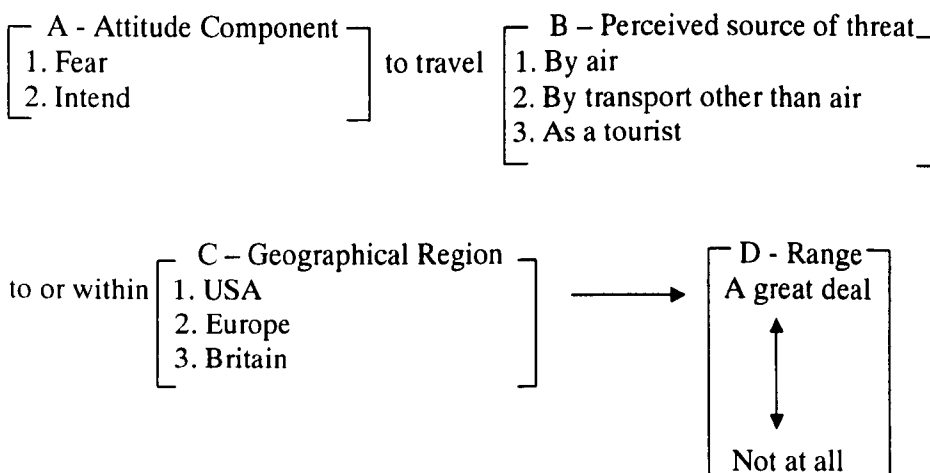 A - Attitude Component
1. Fear
2. Intend
to travel
B – Perceived source of threat
1. By air
2. By transport other than air
3. As a tourist
to or within
C – Geographical Region
1. USA
2. Europe
3. Britain
D - Range
A great deal
Not at all